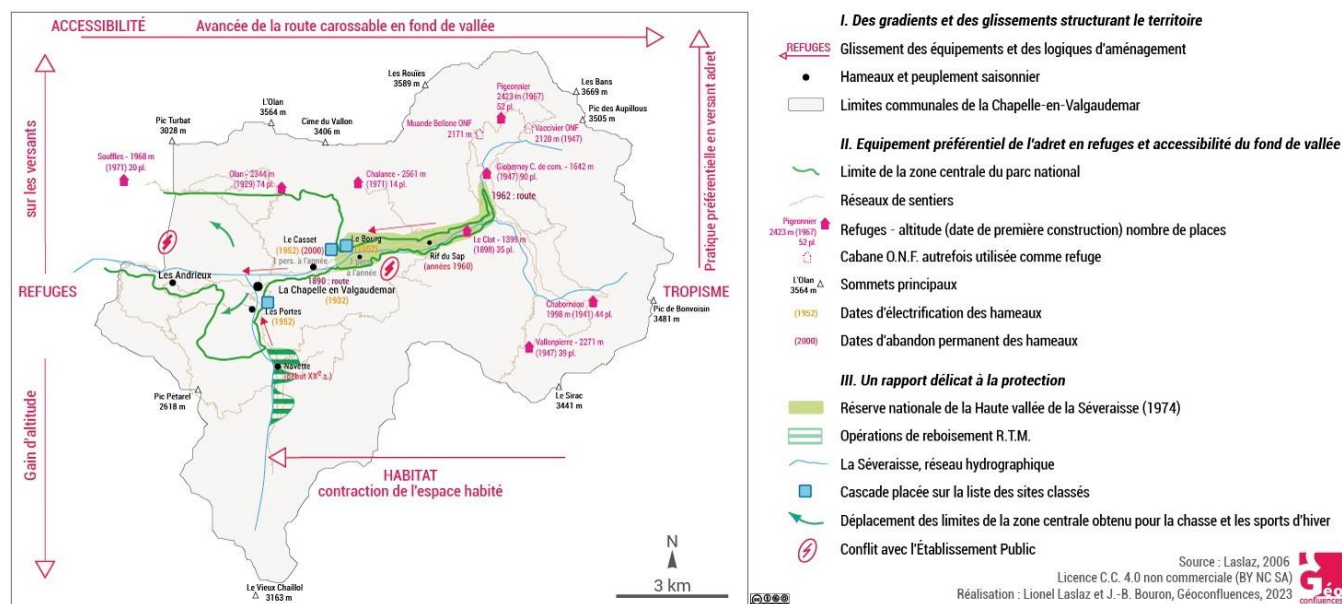 ACCESSIBILITÉ
Avancée de la route carossable en fond de vallée
sur les versants
REFUGES
Gain d'altitude
Pratique préférentielle en versant adret
TROPISME
Les Rouïes
3589 m
Les Bans
3669 m
Pic des Aupillous
3505 m
Pigeonnier
2423 m (1967)
52 pl.
L'Olan
3564 m
Pic Turbat
3028 m
Cime du Vallon
3406 m
Muande Bellone ONF
2171 m
Vaccivier ONF
2120 m (1947)
Souffles - 1968 m
(1971) 20 pl.
Olan - 2344 m
(1929) 74 pl.
Chalance - 2561 m
(1971) 14 pl.
Gioberney C. de com. - 1642 m
(1947) 90 pl.
1962 : route
Le Clot - 1399 m
(1898) 35 pl.
Le Casset
(1952) (2000)
1 pers. à l'année
Le Bourg
à l'année
Rif du Sap
(années 1960)
Les Andrieux
1890 : route
La Chapelle en Valgaudemar
(1932)
Les Portes
(1952)
Chabournéou
1998 m (1941) 44 pl.
Pic de Bonvoisin
3481 m
Vallonpierre - 2271 m
(1947) 39 pl.
Navette
(début XXe s.)
Pic Pétarel
2618 m
Le Sirac
3441 m
HABITAT
contraction de l'espace habité
Le Vieux Chaillol
3163 m
N
3 km
I. Des gradients et des glissements structurant le territoire
REFUGES Glissement des équipements et des logiques d'aménagement
Hameaux et peuplement saisonnier
Limites communales de la Chapelle-en-Valgaudemar
II. Equipement préférentiel de l'adret en refuges et accessibilité du fond de vallée
Limite de la zone centrale du parc national
Réseaux de sentiers
Pigeonnier
2423 m (1967)
52 pl.
Refuges - altitude (date de première construction) nombre de places
Cabane O.N.F. autrefois utilisée comme refuge
L'Olan
3564 m
Sommets principaux
(1952) Dates d'électrification des hameaux
(2000) Dates d'abandon permanent des hameaux
III. Un rapport délicat à la protection
Réserve nationale de la Haute vallée de la Séveraisse (1974)
Opérations de reboisement R.T.M.
La Séveraisse, réseau hydrographique
Cascade placée sur la liste des sites classés
Déplacement des limites de la zone centrale obtenu pour la chasse et les sports d'hiver
Conflit avec l'Établissement Public
Source : Laslaz, 2006
Licence C.C. 4.0 non commerciale (BY NC SA)
Réalisation : Lionel Laslaz et J.-B. Bouron, Géoconfluences, 2023
Géo
confluences